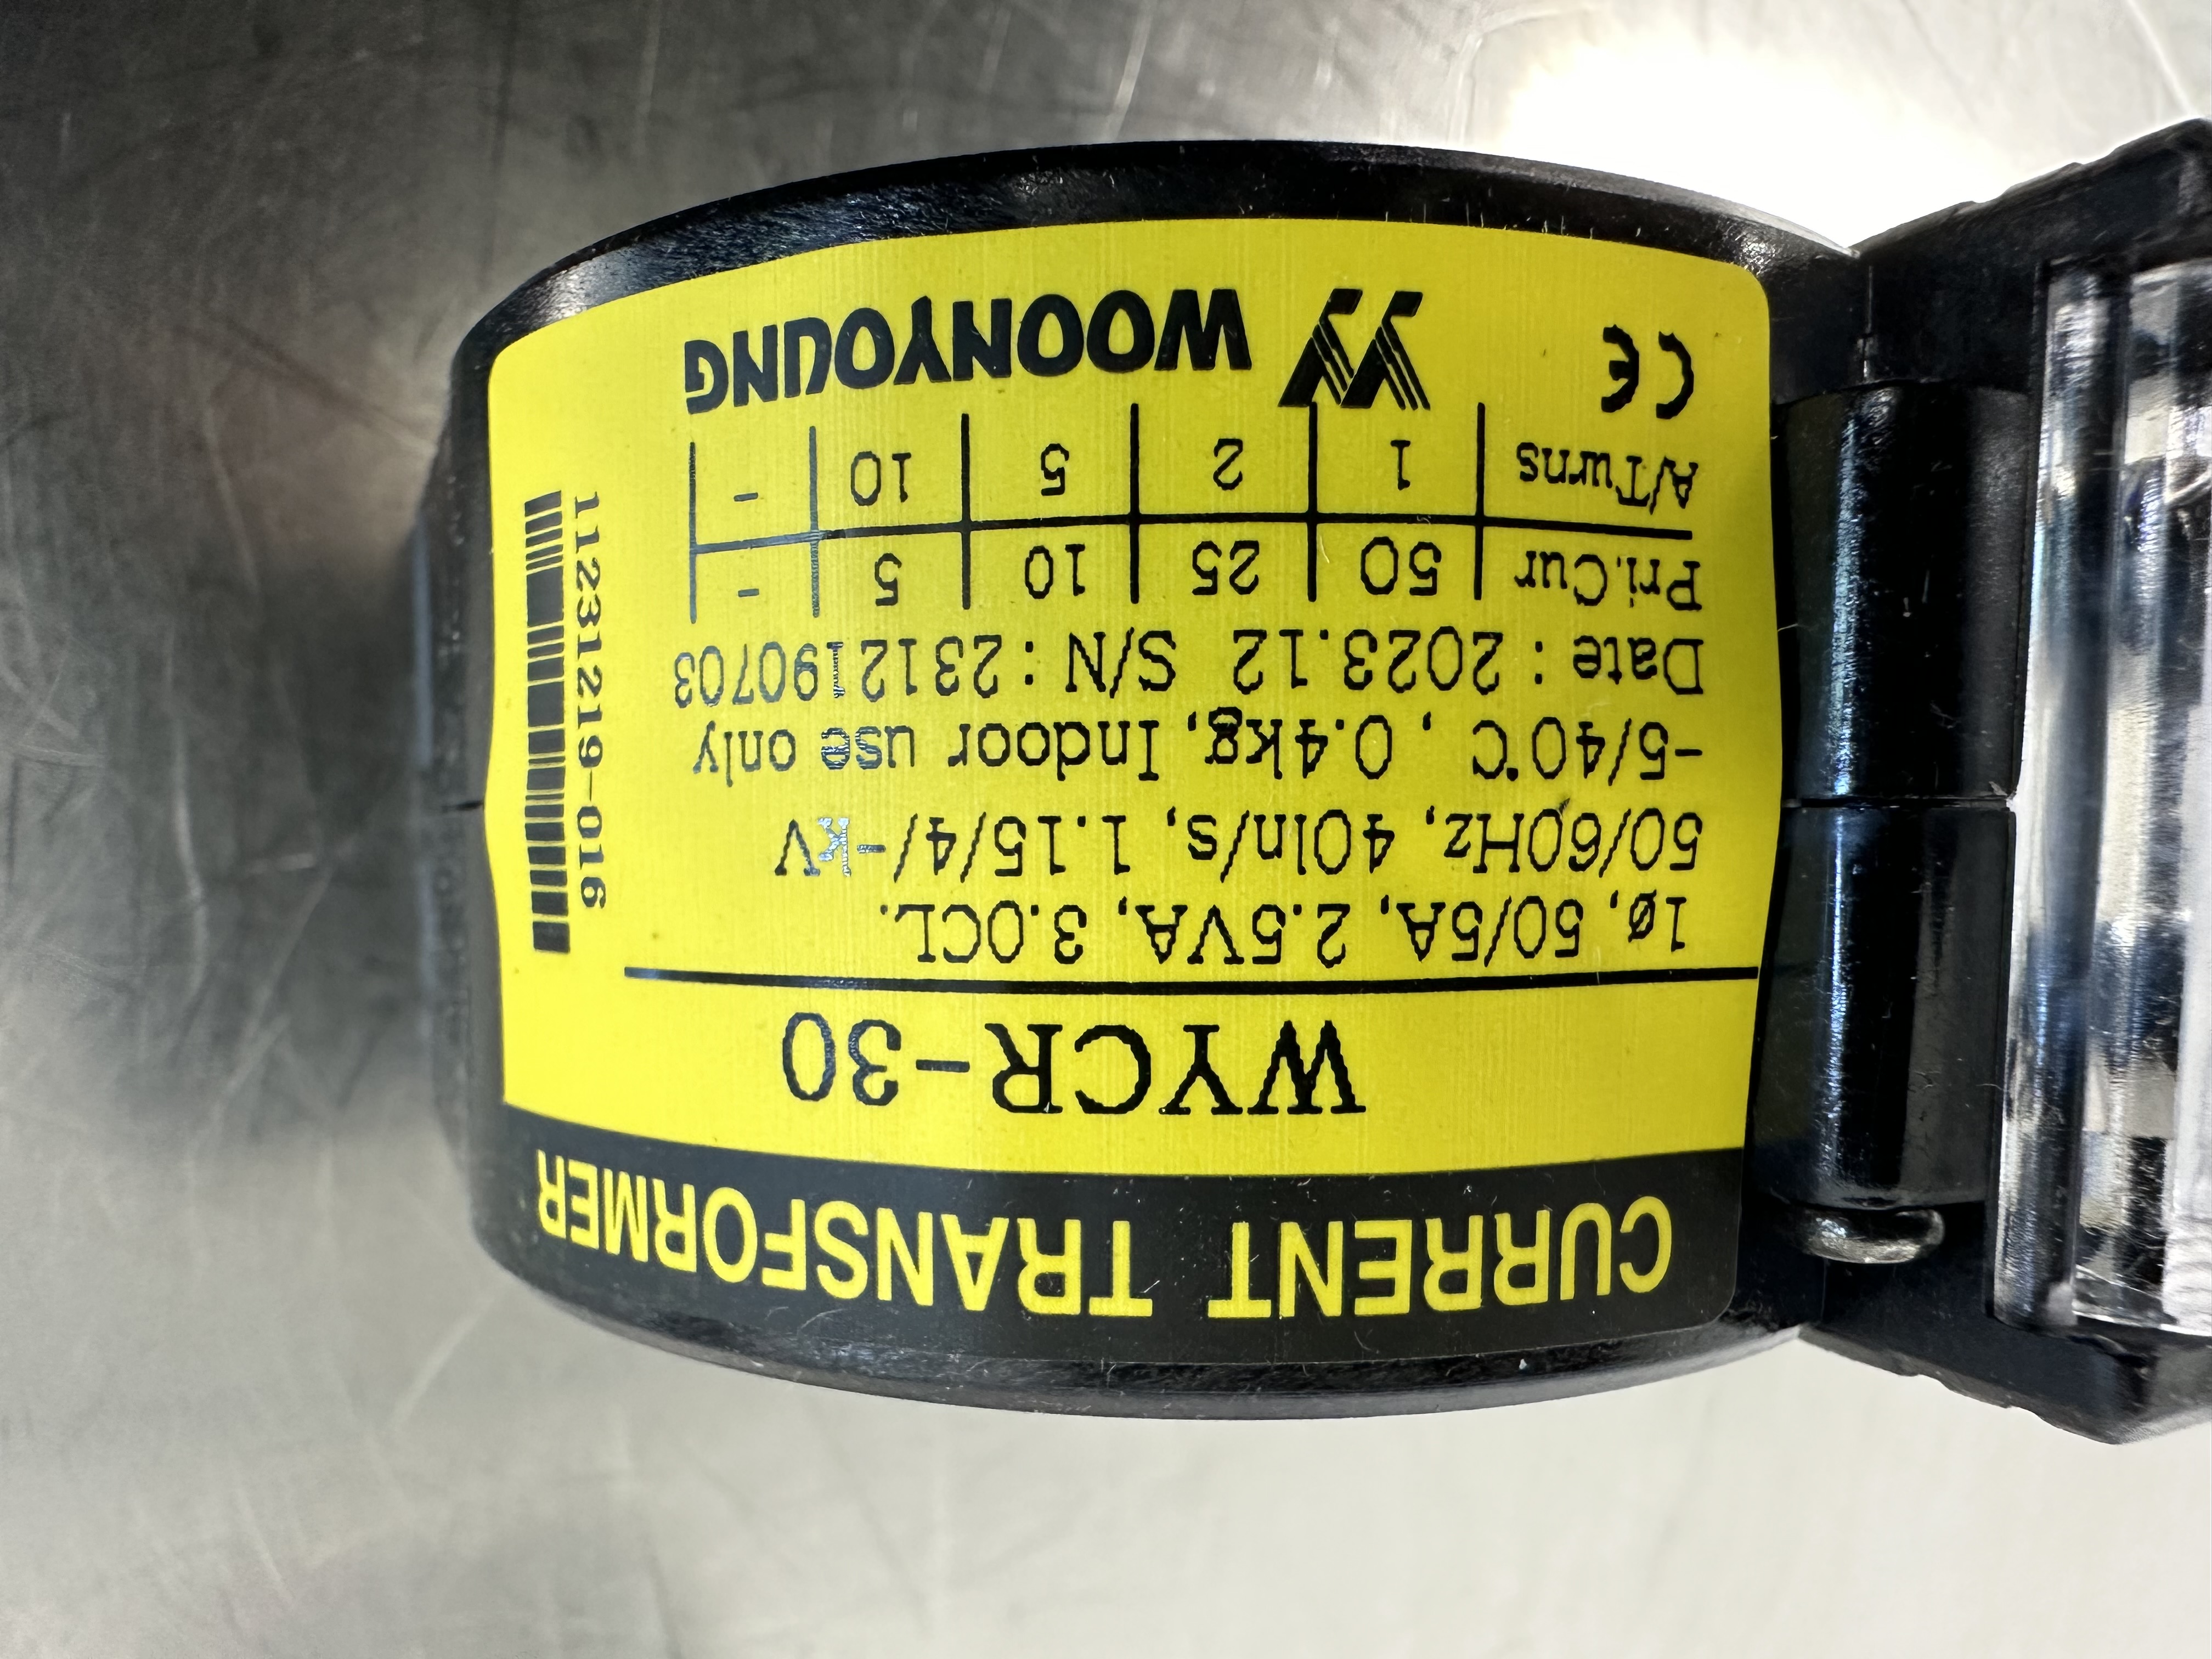 CURRENT TRANSFORMER
WYCR-30
1ø, 50/5A, 2.5VA, 3.0CL.
50/60Hz, 40In/s, 1.15/4/-kV
-5/40℃ , 0.4kg, Indoor use only
Date : 2023.12 S/N : 2312190703
Pri.Cur 50 25 10 5 -
A/Turns 1 2 5 10 -
CE WOONYOUNG
11231219-016